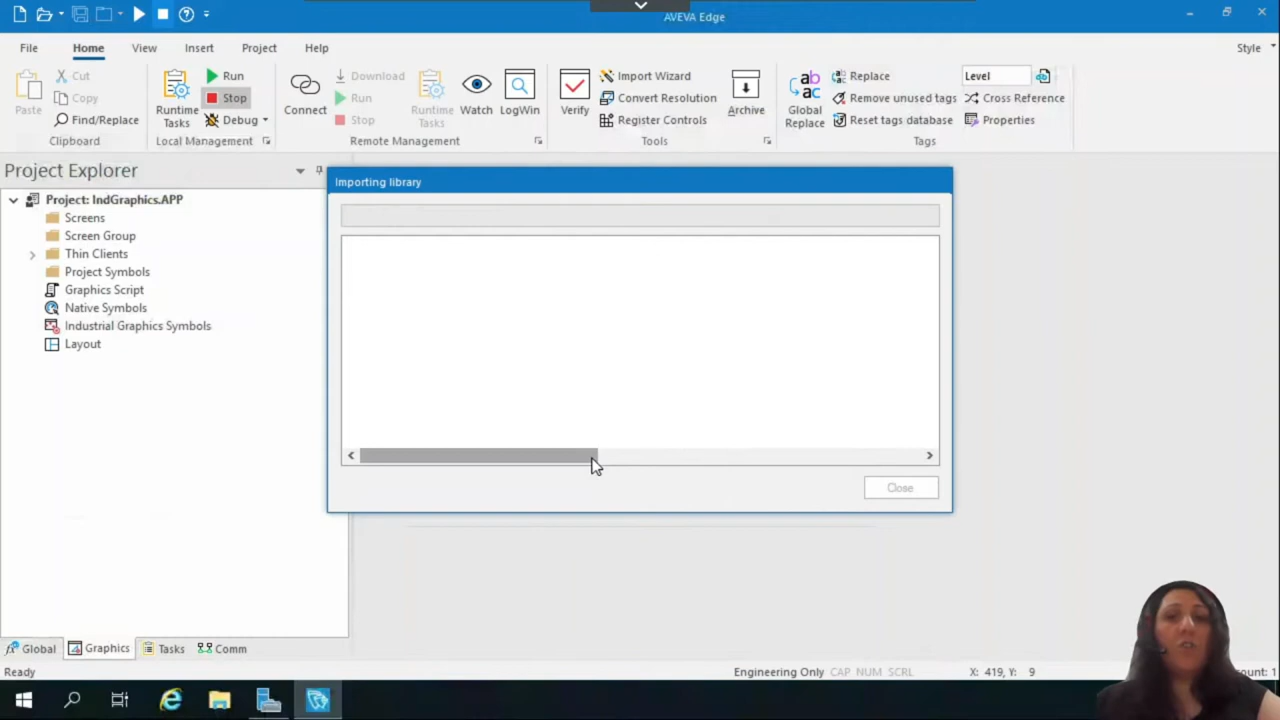 AVEVA Edge
File Home View Insert Project Help Style
Paste Cut Copy Find/Replace Clipboard
Runtime Tasks Run Stop Debug Local Management
Connect Download Run Stop Runtime Tasks Watch LogWin Remote Management
Verify Import Wizard Convert Resolution Register Controls Archive Tools
Global Replace Replace Remove unused tags Reset tags database Level Cross Reference Properties Tags
Project Explorer
Project: IndGraphics.APP
Screens
Screen Group
Thin Clients
Project Symbols
Graphics Script
Native Symbols
Industrial Graphics Symbols
Layout
Importing library
Close
Global Graphics Tasks Comm
Ready Engineering Only CAP NUM SCRL X: 419, Y: 9 ount: 1